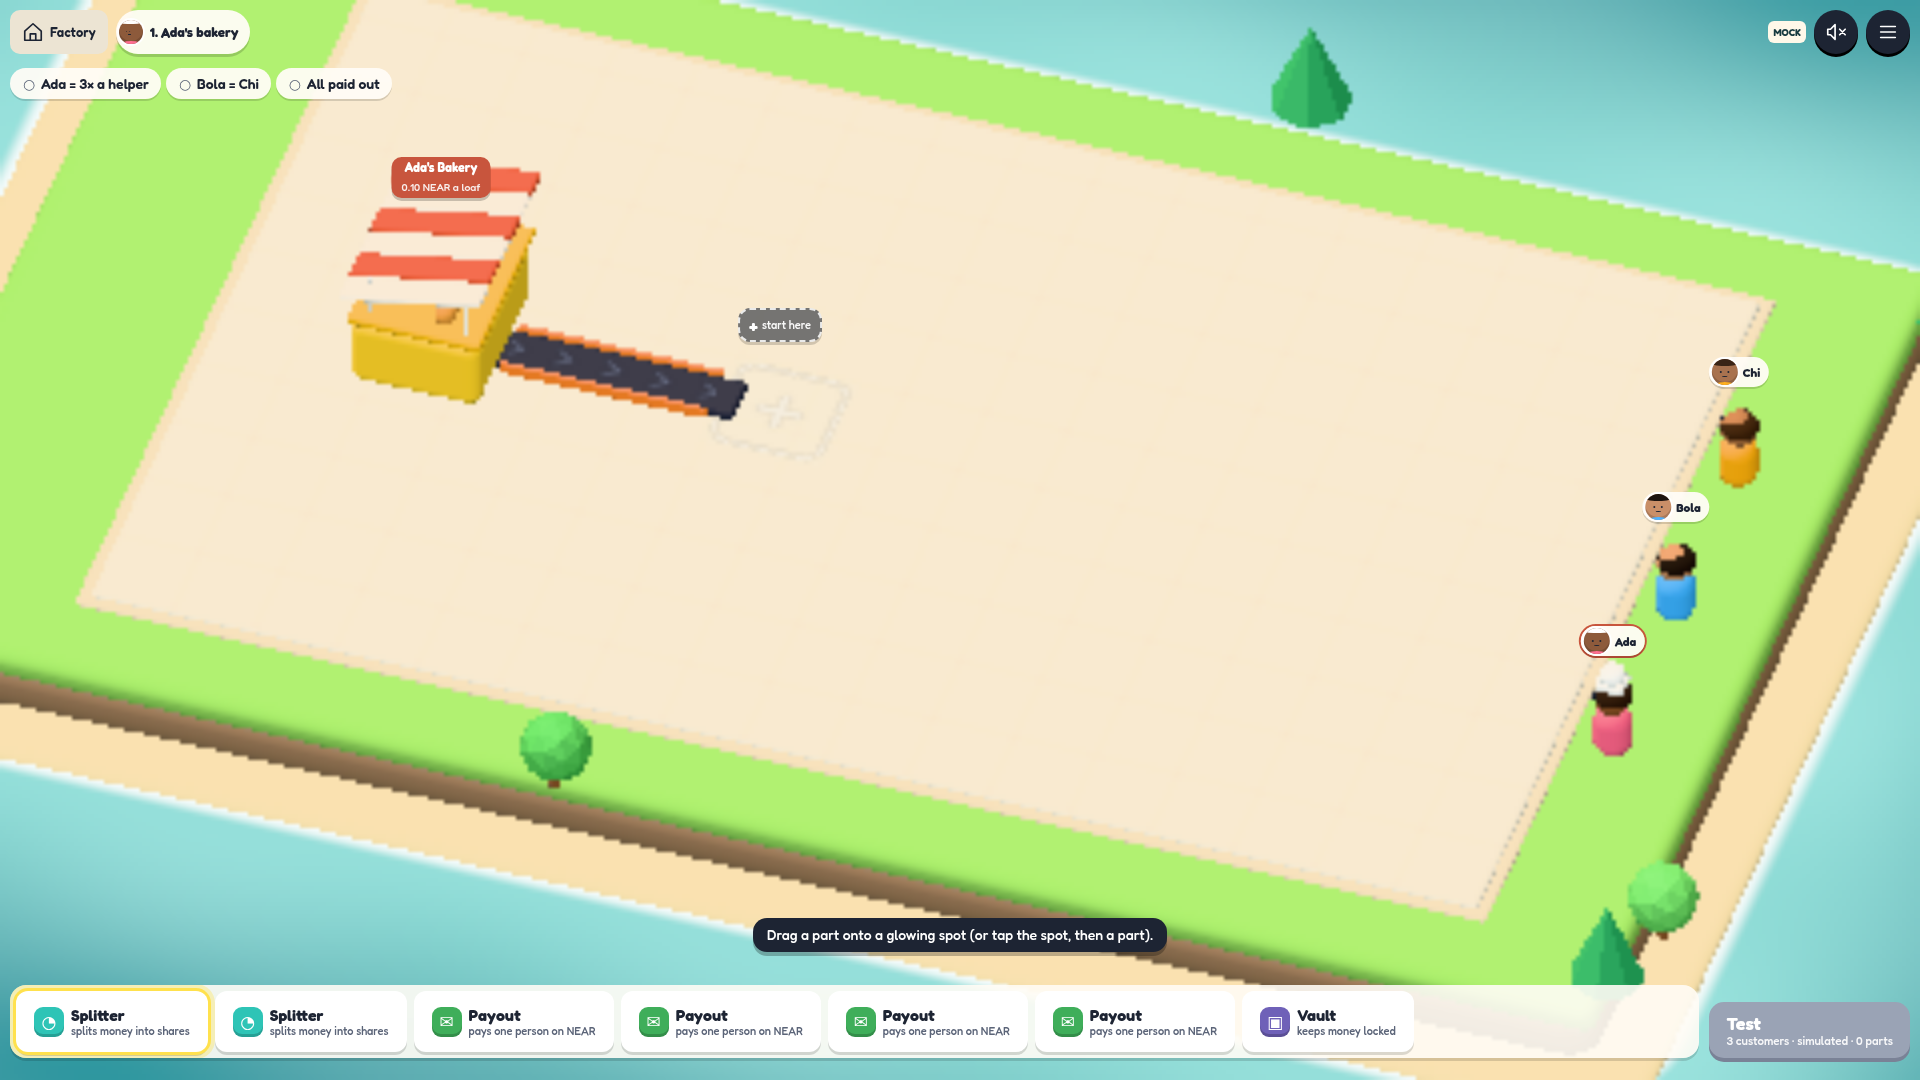 Factory
1. Ada's bakery
MOCK
Ada = 3× a helper
Bola = Chi
All paid out
Ada's Bakery
0.10 NEAR a loaf
+ start here
Chi
Bola
Ada
Drag a part onto a glowing spot (or tap the spot, then a part).
Splitter
splits money into shares
Splitter
splits money into shares
Payout
pays one person on NEAR
Payout
pays one person on NEAR
Payout
pays one person on NEAR
Payout
pays one person on NEAR
Vault
keeps money locked
Test
3 customers · simulated · 0 parts